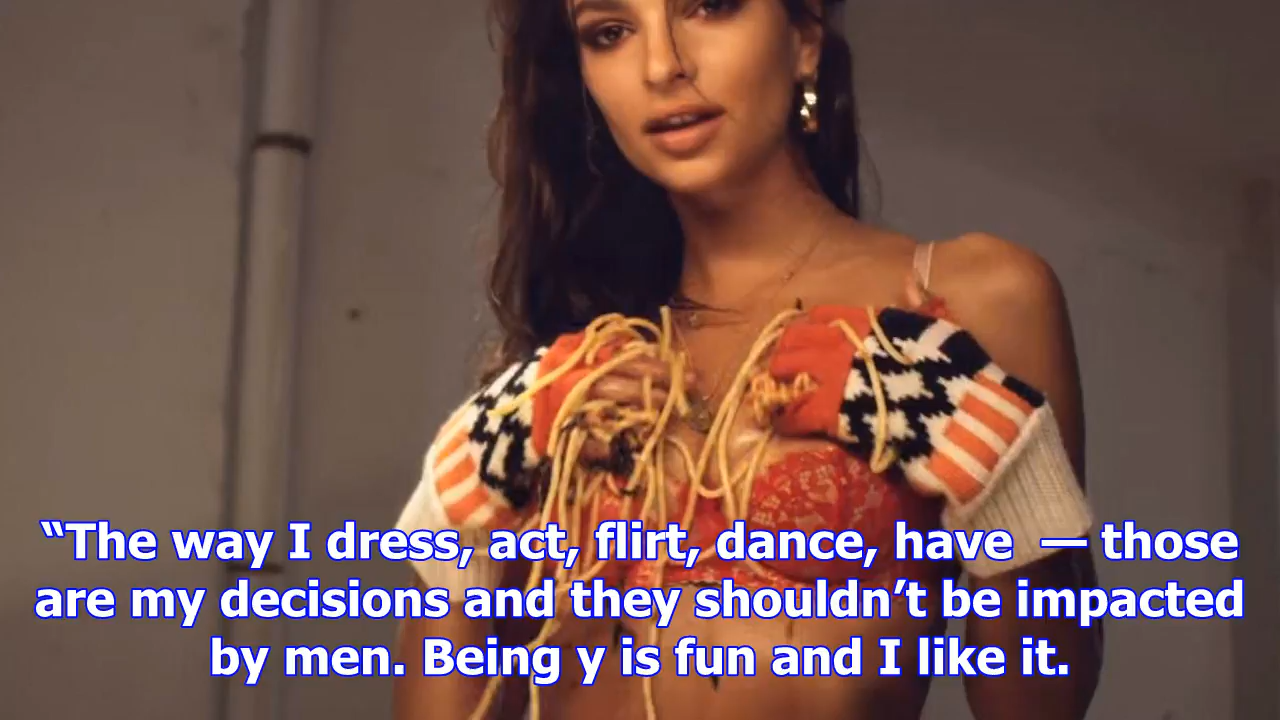 “The way I dress, act, flirt, dance, have  — those
are my decisions and they shouldn’t be impacted
by men. Being y is fun and I like it.